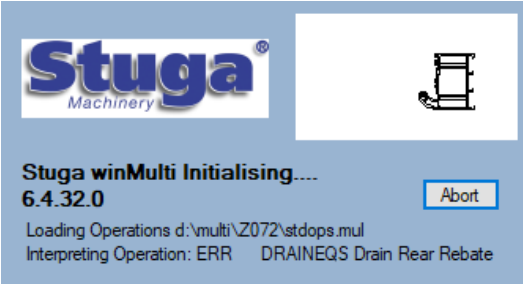 Stuga®
Machinery
Stuga winMulti Initialising....
6.4.32.0
Abort
Loading Operations d:\multi\Z072\stdops.mul
Interpreting Operation: ERR DRAINEQS Drain Rear Rebate